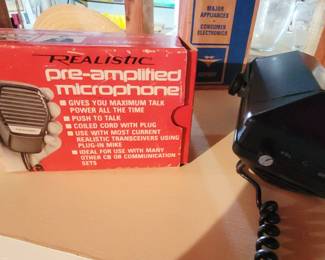 MAJOR
APPLIANCES
• CONSUMER
ELECTRONICS
REALISTIC
pre-amplified
microphone
■ GIVES YOU MAXIMUM TALK
POWER ALL THE TIME
■ PUSH TO TALK
■ COILED CORD WITH PLUG
■ USE WITH MOST CURRENT
REALISTIC TRANSCEIVERS USING
PLUG-IN MIKE
■ IDEAL FOR USE WITH MANY
OTHER CB OR COMMUNICATION
SETS